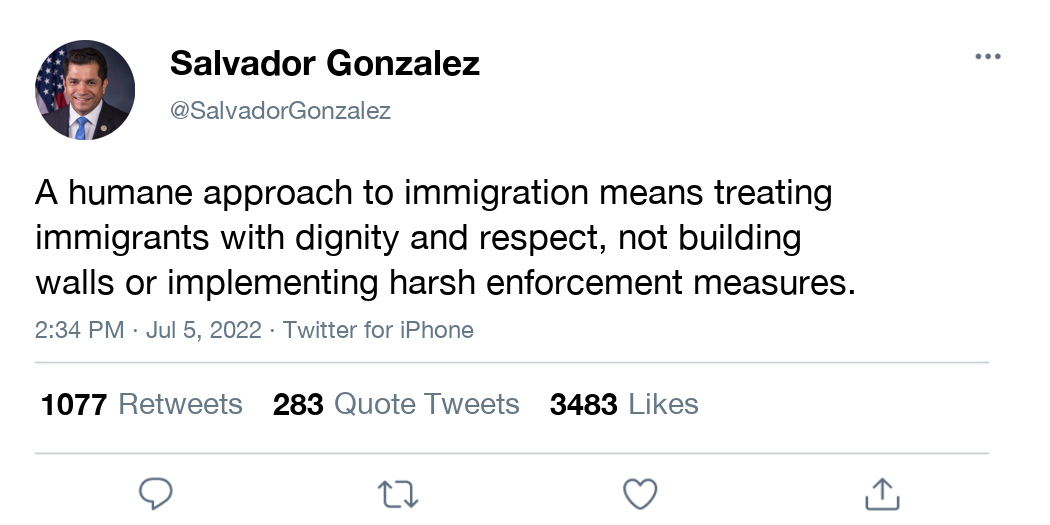 Salvador Gonzalez
@SalvadorGonzalez
A humane approach to immigration means treating
immigrants with dignity and respect, not building
walls or implementing harsh enforcement measures.
2:34 PM · Jul 5, 2022 · Twitter for iPhone
1077 Retweets 283 Quote Tweets 3483 Likes